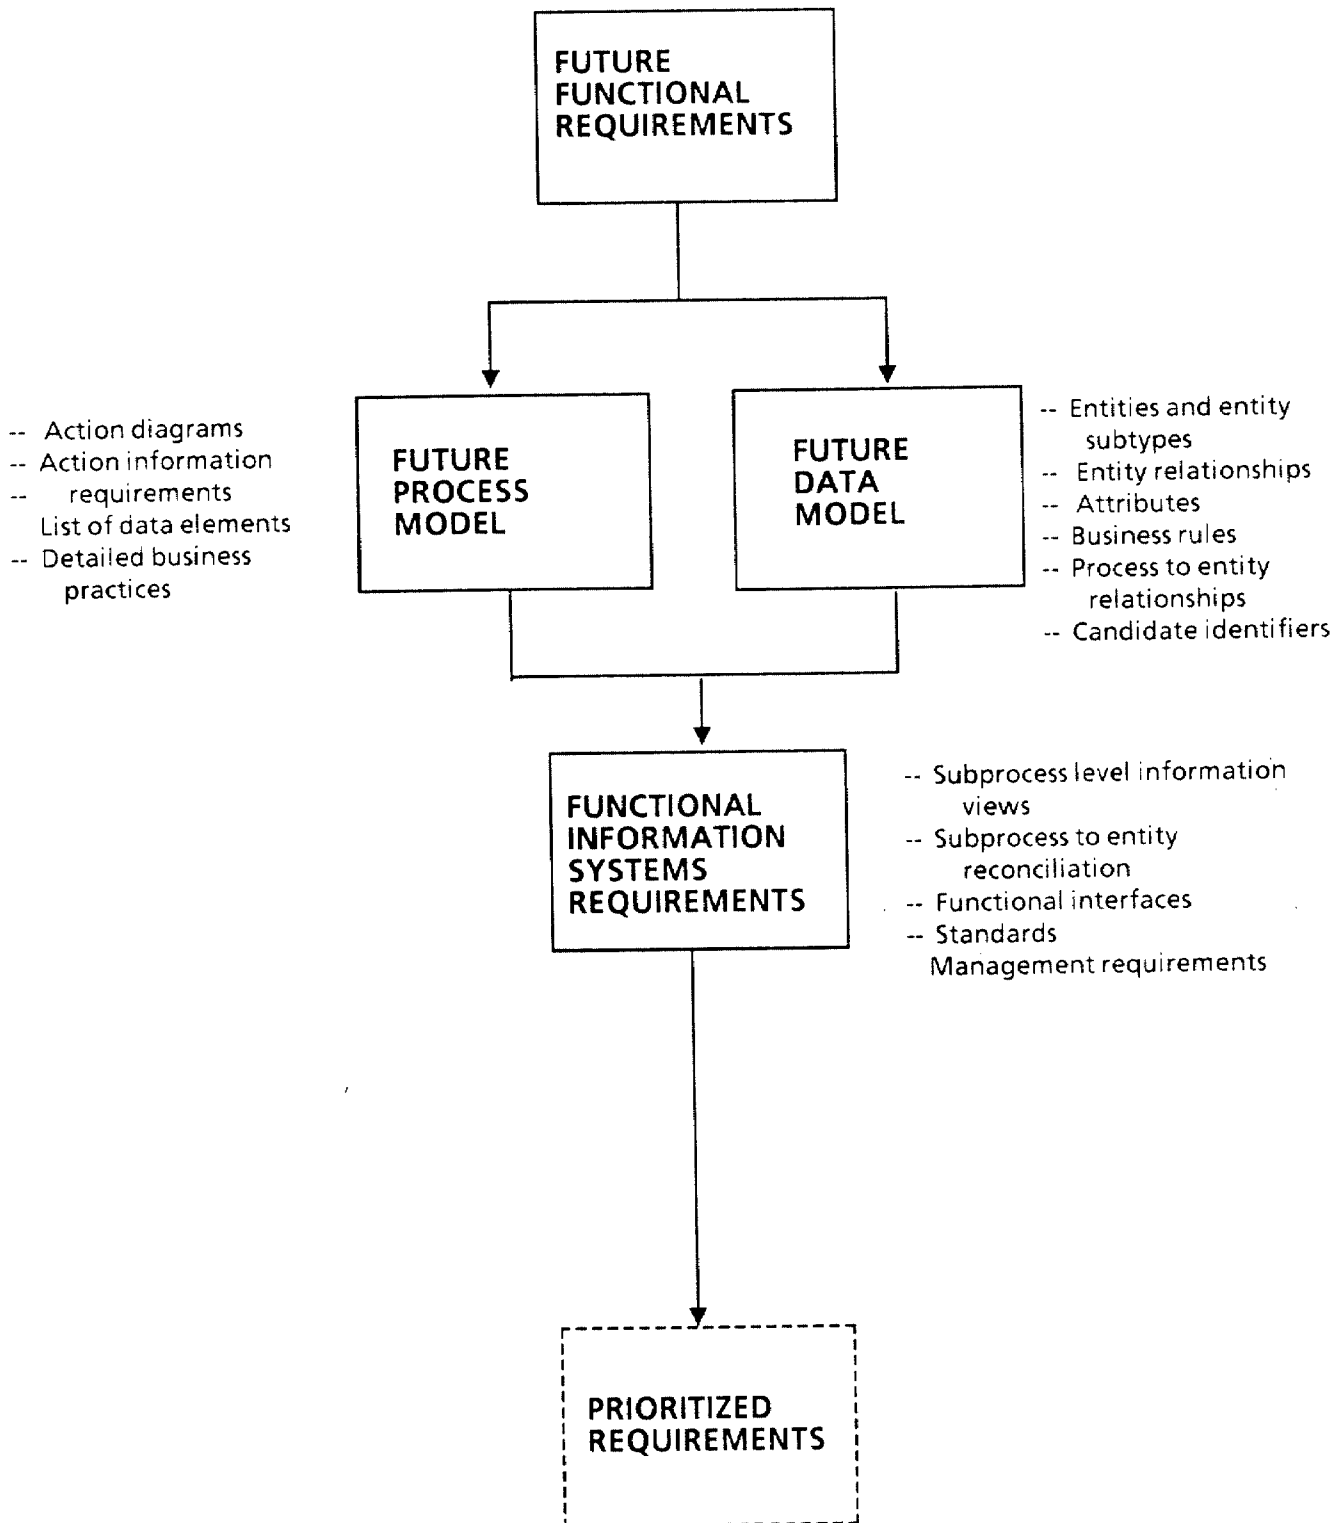 FUTURE
FUNCTIONAL
REQUIREMENTS
-- Action diagrams
-- Action information
-- requirements
List of data elements
-- Detailed business
practices
FUTURE
PROCESS
MODEL
FUTURE
DATA
MODEL
-- Entities and entity
subtypes
-- Entity relationships
-- Attributes
-- Business rules
-- Process to entity
relationships
-- Candidate identifiers
FUNCTIONAL
INFORMATION
SYSTEMS
REQUIREMENTS
-- Subprocess level information
views
-- Subprocess to entity
reconciliation
-- Functional interfaces
-- Standards
Management requirements
PRIORITIZED
REQUIREMENTS